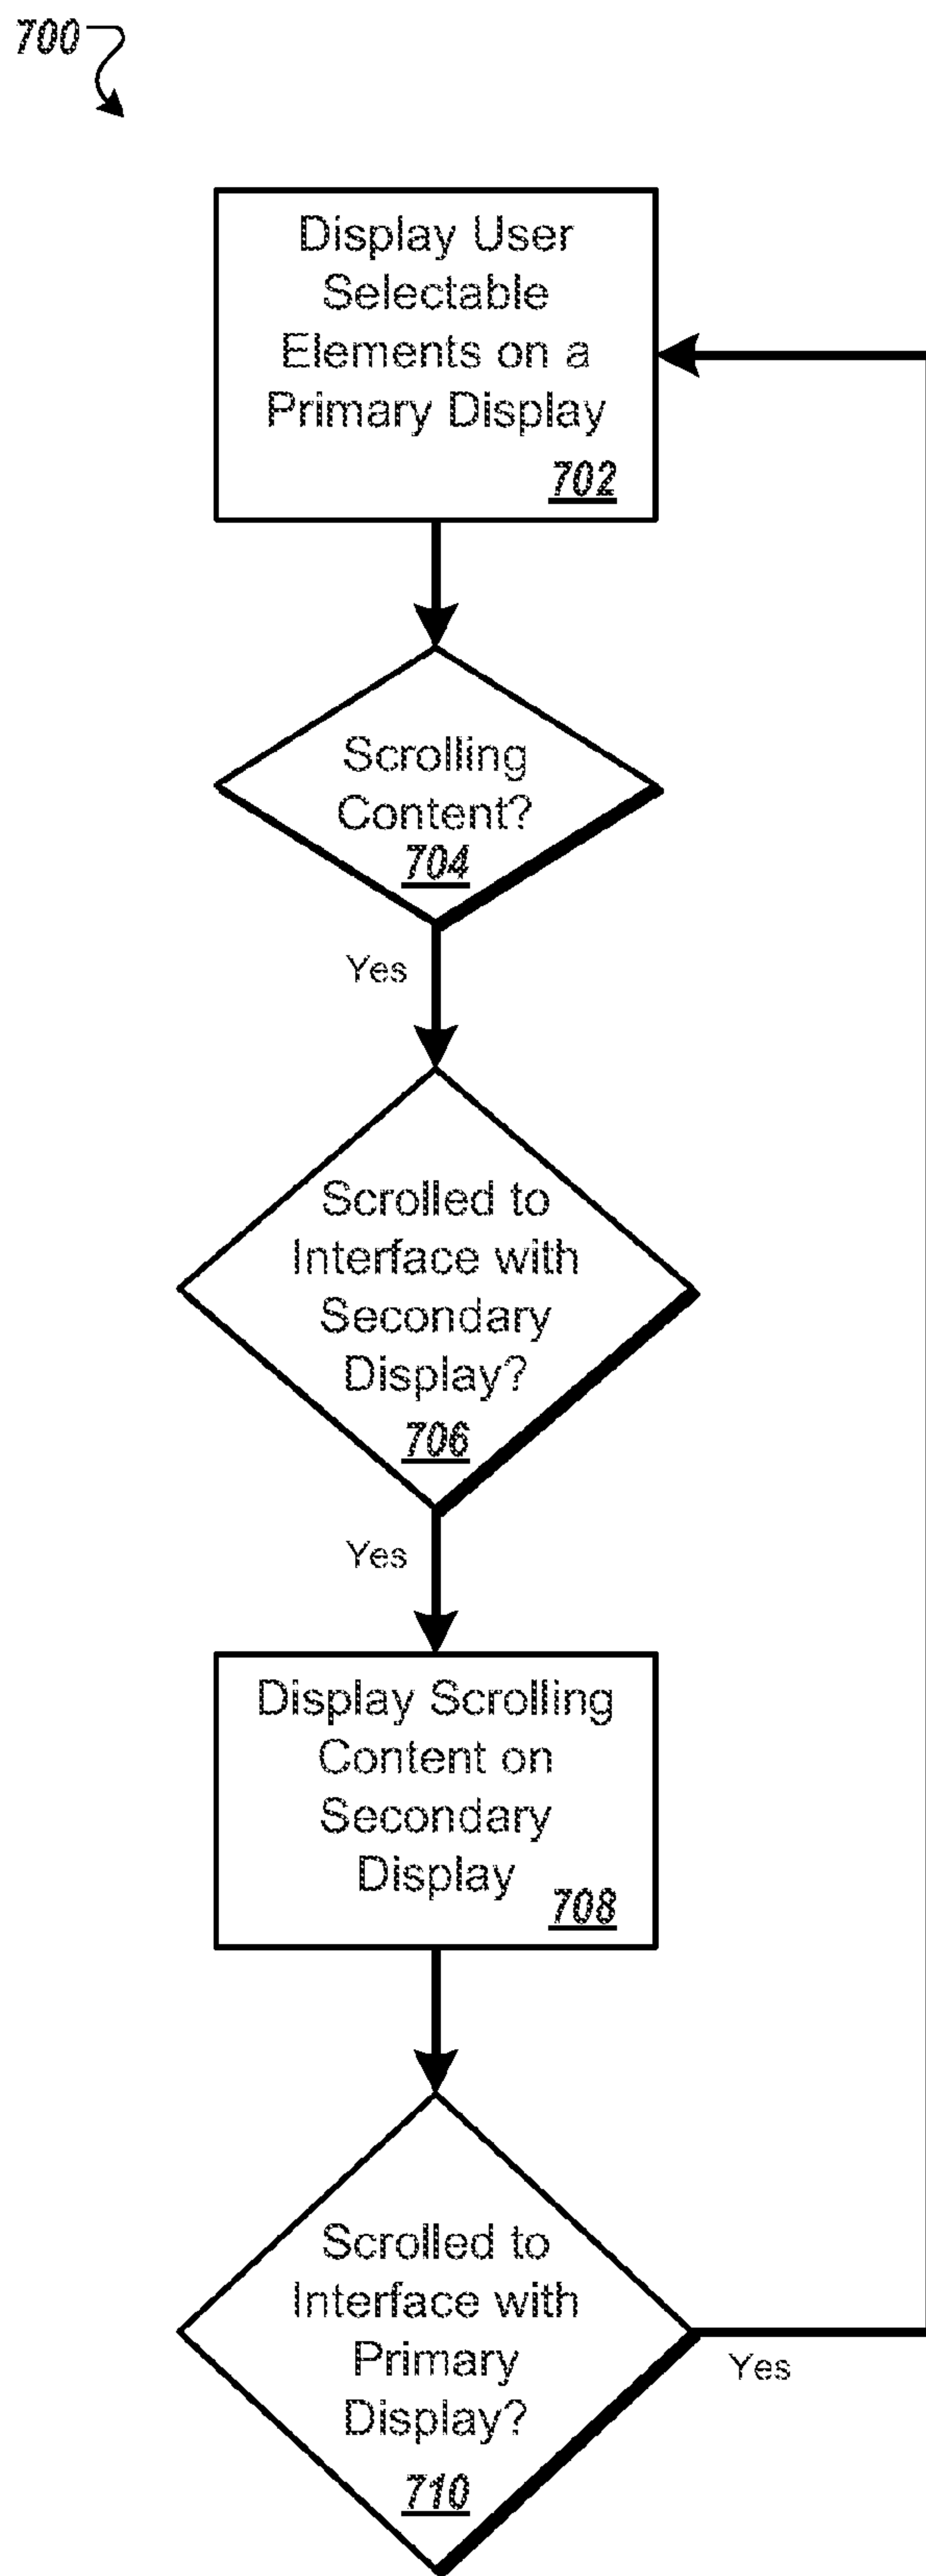 700
Display User
Selectable
Elements on a
Primary Display
702
Scrolling
Content?
704
Yes
Scrolled to
Interface with
Secondary
Display?
706
Yes
Display Scrolling
Content on
Secondary
Display
708
Scrolled to
Interface with
Primary
Display?
710
Yes